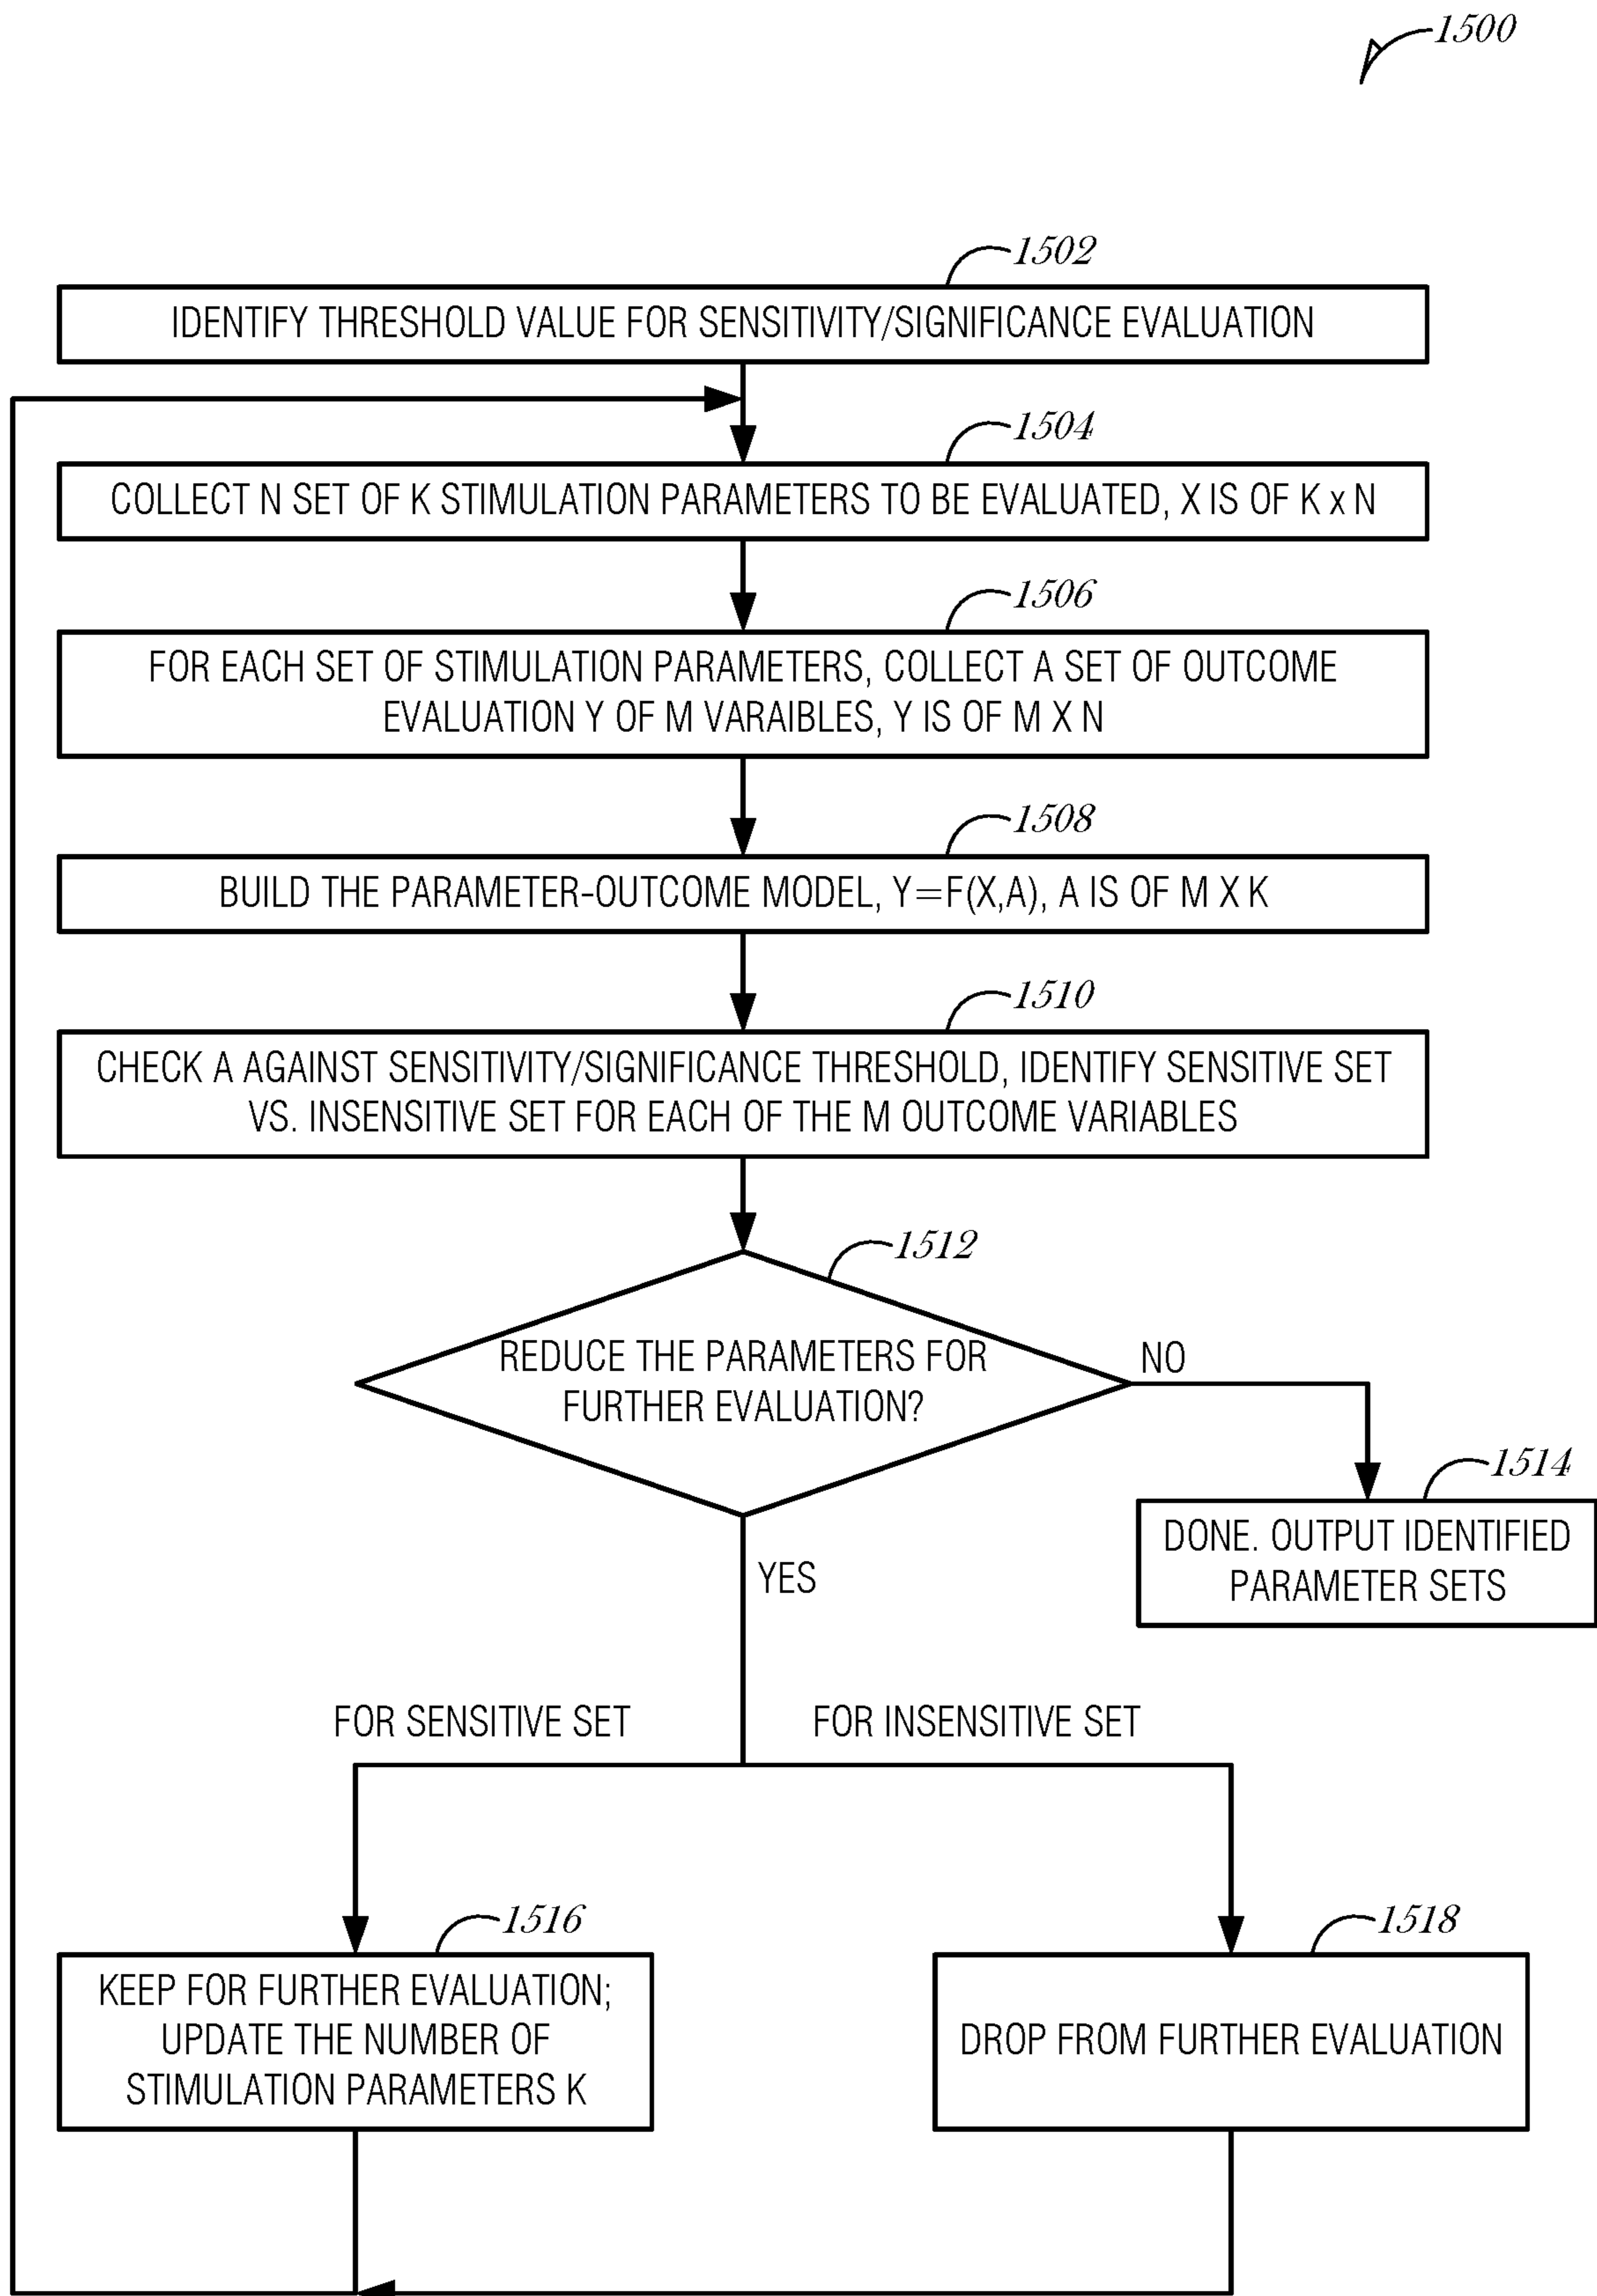 1500
1502
IDENTIFY THRESHOLD VALUE FOR SENSITIVITY/SIGNIFICANCE EVALUATION
1504
COLLECT N SET OF K STIMULATION PARAMETERS TO BE EVALUATED, X IS OF K x N
1506
FOR EACH SET OF STIMULATION PARAMETERS, COLLECT A SET OF OUTCOME
EVALUATION Y OF M VARAIBLES, Y IS OF M X N
1508
BUILD THE PARAMETER-OUTCOME MODEL, Y=F(X,A), A IS OF M X K
1510
CHECK A AGAINST SENSITIVITY/SIGNIFICANCE THRESHOLD, IDENTIFY SENSITIVE SET
VS. INSENSITIVE SET FOR EACH OF THE M OUTCOME VARIABLES
1512
REDUCE THE PARAMETERS FOR
FURTHER EVALUATION?
NO
1514
DONE. OUTPUT IDENTIFIED
PARAMETER SETS
YES
FOR SENSITIVE SET
FOR INSENSITIVE SET
1516
KEEP FOR FURTHER EVALUATION;
UPDATE THE NUMBER OF
STIMULATION PARAMETERS K
1518
DROP FROM FURTHER EVALUATION